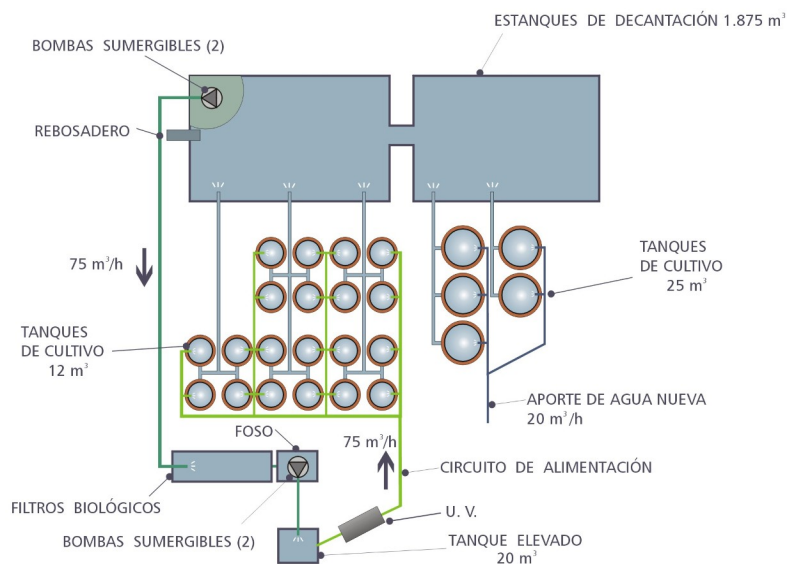 ESTANQUES DE DECANTACIÓN 1.875 m³
BOMBAS SUMERGIBLES (2)
REBOSADERO
75 m³/h
TANQUES
DE CULTIVO
25 m³
TANQUES
DE CULTIVO
12 m³
APORTE DE AGUA NUEVA
20 m³/h
FOSO
75 m³/h
CIRCUITO DE ALIMENTACIÓN
FILTROS BIOLÓGICOS
U. V.
BOMBAS SUMERGIBLES (2)
TANQUE ELEVADO
20 m³